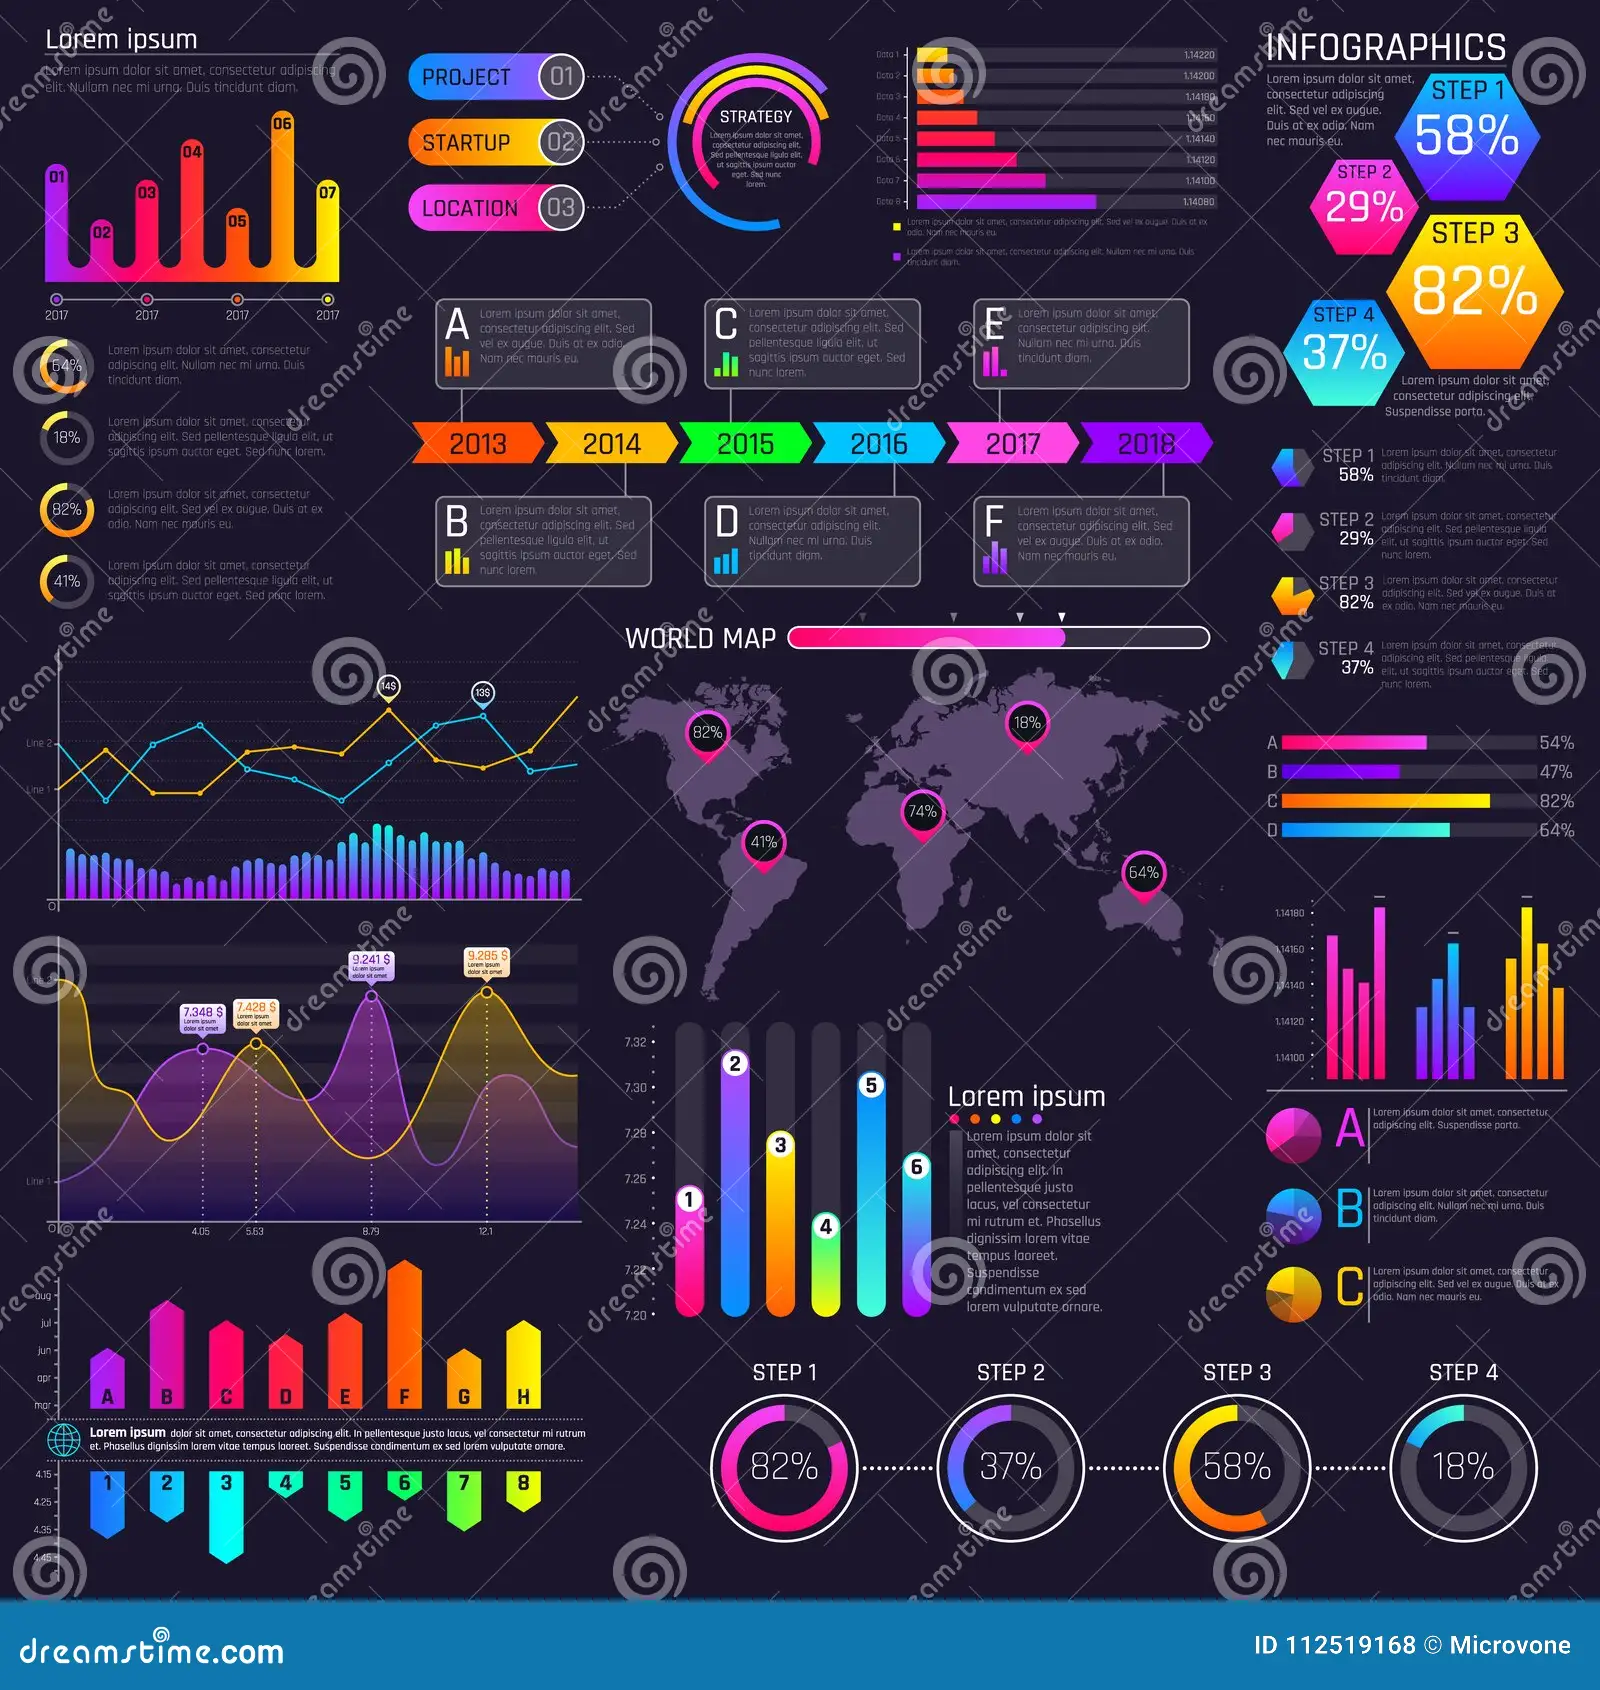 Lorem ipsum
Lorem ipsum dolor sit amet, consectetur adipiscing
elit. Nullam nec mi urna. Duis tincidunt diam.
01
02
03
04
05
06
07
2017
2017
2017
2017
PROJECT 01
STARTUP 02
LOCATION 03
STRATEGY
Lorem ipsum dolor sit amet,
consectetur adipiscing elit.
Sed pellentesque ligula elit,
ut sagittis ipsum auctor
eget. Sed nunc
lorem.
Data 1 1.14220
Data 2 1.14200
Data 3 1.14180
Data 4 1.14160
Data 5 1.14140
Data 6 1.14120
Data 7 1.14100
Data 8 1.14080
Lorem ipsum dolor sit amet, consectetur adipiscing elit. Sed vel ex augue. Duis at ex
odio. Nam nec mauris eu.
Lorem ipsum dolor sit amet, consectetur adipiscing elit. Nullam nec mi urna. Duis
tincidunt diam.
INFOGRAPHICS
Lorem ipsum dolor sit amet,
consectetur adipiscing
elit. Sed vel ex augue.
Duis at ex odio. Nam
nec mauris eu.
STEP 1
58%
STEP 2
29%
STEP 3
82%
STEP 4
37%
Lorem ipsum dolor sit amet,
consectetur adipiscing elit.
Suspendisse porta.
64%
Lorem ipsum dolor sit amet, consectetur
adipiscing elit. Nullam nec mi urna. Duis
tincidunt diam.
18%
Lorem ipsum dolor sit amet, consectetur
adipiscing elit. Sed pellentesque ligula elit, ut
sagittis ipsum auctor eget. Sed nunc lorem.
82%
Lorem ipsum dolor sit amet, consectetur
adipiscing elit. Sed vel ex augue. Duis at ex
odio. Nam nec mauris eu.
41%
Lorem ipsum dolor sit amet, consectetur
adipiscing elit. Sed pellentesque ligula elit, ut
sagittis ipsum auctor eget. Sed nunc lorem.
A
Lorem ipsum dolor sit amet,
consectetur adipiscing elit. Sed
vel ex augue. Duis at ex odio.
Nam nec mauris eu.
C
Lorem ipsum dolor sit amet,
consectetur adipiscing elit. Sed
pellentesque ligula elit, ut
sagittis ipsum auctor eget. Sed
nunc lorem.
E
Lorem ipsum dolor sit amet,
consectetur adipiscing elit.
Nullam nec mi urna. Duis
tincidunt diam.
2013 2014 2015 2016 2017 2018
B
Lorem ipsum dolor sit amet,
consectetur adipiscing elit. Sed
pellentesque ligula elit, ut
sagittis ipsum auctor eget. Sed
nunc lorem.
D
Lorem ipsum dolor sit amet,
consectetur adipiscing elit.
Nullam nec mi urna. Duis
tincidunt diam.
F
Lorem ipsum dolor sit amet,
consectetur adipiscing elit. Sed
vel ex augue. Duis at ex odio.
Nam nec mauris eu.
STEP 1
58%
Lorem ipsum dolor sit amet, consectetur
adipiscing elit. Nullam nec mi urna. Duis
tincidunt diam.
STEP 2
29%
Lorem ipsum dolor sit amet, consectetur
adipiscing elit. Sed pellentesque ligula
elit, ut sagittis ipsum auctor eget. Sed
nunc lorem.
STEP 3
82%
Lorem ipsum dolor sit amet, consectetur
adipiscing elit. Sed vel ex augue. Duis at
ex odio. Nam nec mauris eu.
STEP 4
37%
Lorem ipsum dolor sit amet, consectetur
adipiscing elit. Sed pellentesque ligula
elit, ut sagittis ipsum auctor eget. Sed
nunc lorem.
WORLD MAP
82%
18%
74%
41%
64%
14$
13$
Line 2
Line 1
0
A 54%
B 47%
C 82%
D 64%
1.14180
1.14160
1.14140
1.14120
1.14100
Line 2
Line 1
0
7.348 $
Lorem ipsum
dolor sit amet
7.428 $
Lorem ipsum
dolor sit amet
9.241 $
Lorem ipsum
dolor sit amet
9.285 $
Lorem ipsum
dolor sit amet
4.05 5.63 8.79 12.1
7.32
7.30
7.28
7.26
7.24
7.22
7.20
1
2
3
4
5
6
Lorem ipsum
Lorem ipsum dolor sit
amet, consectetur
adipiscing elit. In
pellentesque justo
lacus, vel consectetur
mi rutrum et. Phasellus
dignissim lorem vitae
tempus laoreet.
Suspendisse
condimentum ex sed
lorem vulputate ornare.
A
Lorem ipsum dolor sit amet, consectetur
adipiscing elit. Suspendisse porta.
B
Lorem ipsum dolor sit amet, consectetur
adipiscing elit. Nullam nec mi urna. Duis
tincidunt diam.
C
Lorem ipsum dolor sit amet, consectetur
adipiscing elit. Sed vel ex augue. Duis at ex
odio. Nam nec mauris eu.
aug
jul
jun
apr
mar
A B C D E F G H
Lorem ipsum dolor sit amet, consectetur adipiscing elit. In pellentesque justo lacus, vel consectetur mi rutrum
et. Phasellus dignissim lorem vitae tempus laoreet. Suspendisse condimentum ex sed lorem vulputate ornare.
4.15
4.25
4.35
4.45
1 2 3 4 5 6 7 8
STEP 1 STEP 2 STEP 3 STEP 4
82% 37% 58% 18%
dreamstime.com
ID 112519168 © Microvone